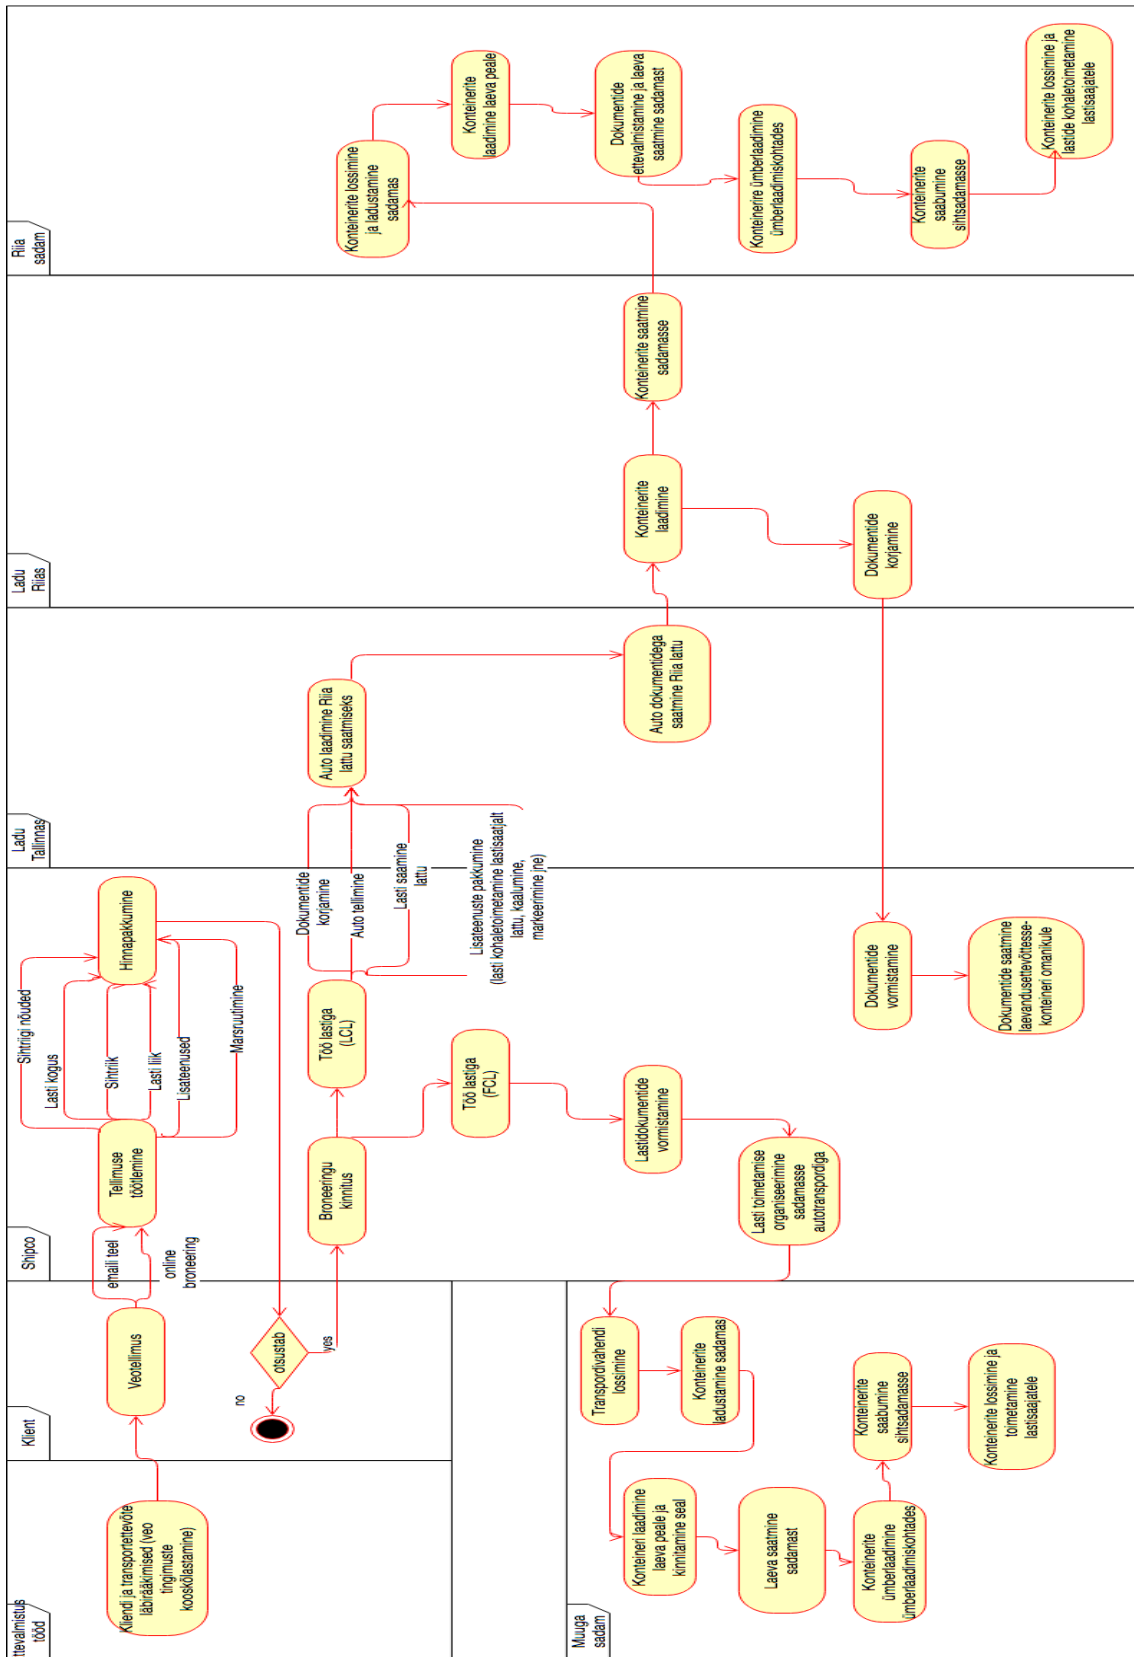 ttevalmistus
tööd
Kliendi ja transportettevõte
läbirääkimised (veo
tingimuste
kooskõlastamine)
Klient
Veotellimus
no
otsustab
yes
Shipco
emaili teel
online
broneering
Tellimuse
töötlemine
Sihtriigi nõuded
Lasti kogus
Sihtriik
Lasti liik
Lisateenused
Marsruutimine
Hinnapakkumine
Broneeringu
kinnitus
Töö lastiga
(LCL)
Töö lastiga
(FCL)
Lastidokumentide
vormistamine
Lasti toimetamise
organiseerimine
sadamasse
autotranspordiga
Dokumentide
korjamine
Auto tellimine
Lasti saamine
lattu
Lisateenuste pakkumine
(lasti kohaletoimetamine lastisaatjalt
lattu, kaalumine,
markeerimine jne)
Dokumentide
vormistamine
Dokumentide saatmine
laevandusettevõttesse-
konteineri omanikule
Ladu
Tallinnas
Auto laadimine Riia
lattu saatmiseks
Auto dokumentidega
saatmine Riia lattu
Ladu
Riias
Konteinerite
laadimine
Konteinerite saatmine
sadamasse
Dokumentide
korjamine
Riia
sadam
Konteinerite lossimine
ja ladustamine
sadamas
Konteinerite
laadimine laeva peale
Dokumentide
ettevalmistamine ja laeva
saatmine sadamast
Konteinerire ümberlaadimine
ümberlaadimiskohtades
Konteinerite
saabumine
sihtsadamasse
Konteinerite lossimine ja
lastide kohaletoimetamine
lastisaajatele
Muuga
sadam
Transpordivahendi
lossimine
Konteinerite
ladustamine sadamas
Konteineri laadimine
laeva peale ja
kinnitamine seal
Laeva saatmine
sadamast
Konteinerite
ümberlaadimine
ümberlaadimiskohtades
Konteinerite
saabumine
sihtsadamasse
Konteinerite lossimine ja
toimetamine
lastisaajatele